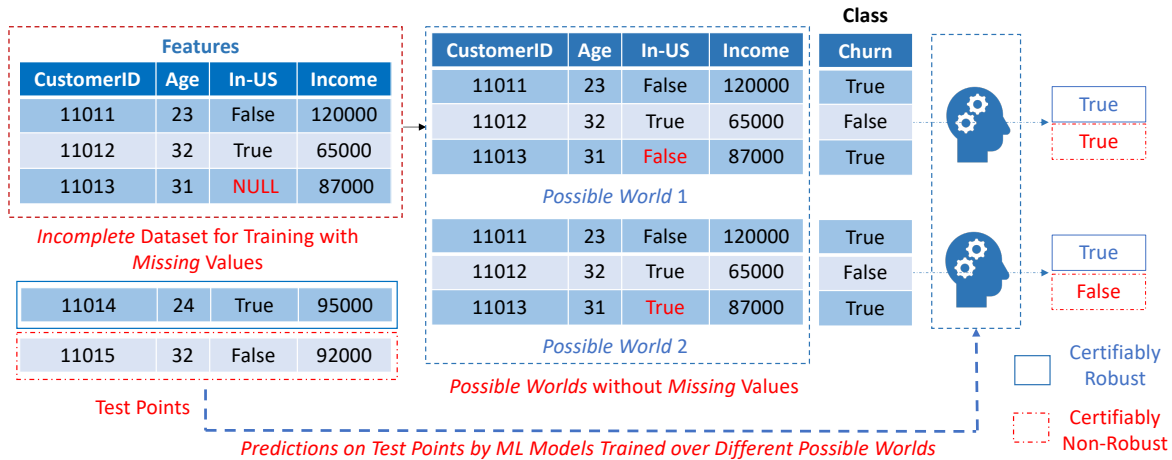 Features
CustomerID Age In-US Income
11011 23 False 120000
11012 32 True 65000
11013 31 NULL 87000
Incomplete Dataset for Training with
Missing Values
11014 24 True 95000
11015 32 False 92000
Test Points
CustomerID Age In-US Income
11011 23 False 120000
11012 32 True 65000
11013 31 False 87000
Possible World 1
11011 23 False 120000
11012 32 True 65000
11013 31 True 87000
Possible World 2
Possible Worlds without Missing Values
Class
Churn
True
False
True
True
False
True
True
True
True
False
Certifiably
Robust
Certifiably
Non-Robust
Predictions on Test Points by ML Models Trained over Different Possible Worlds